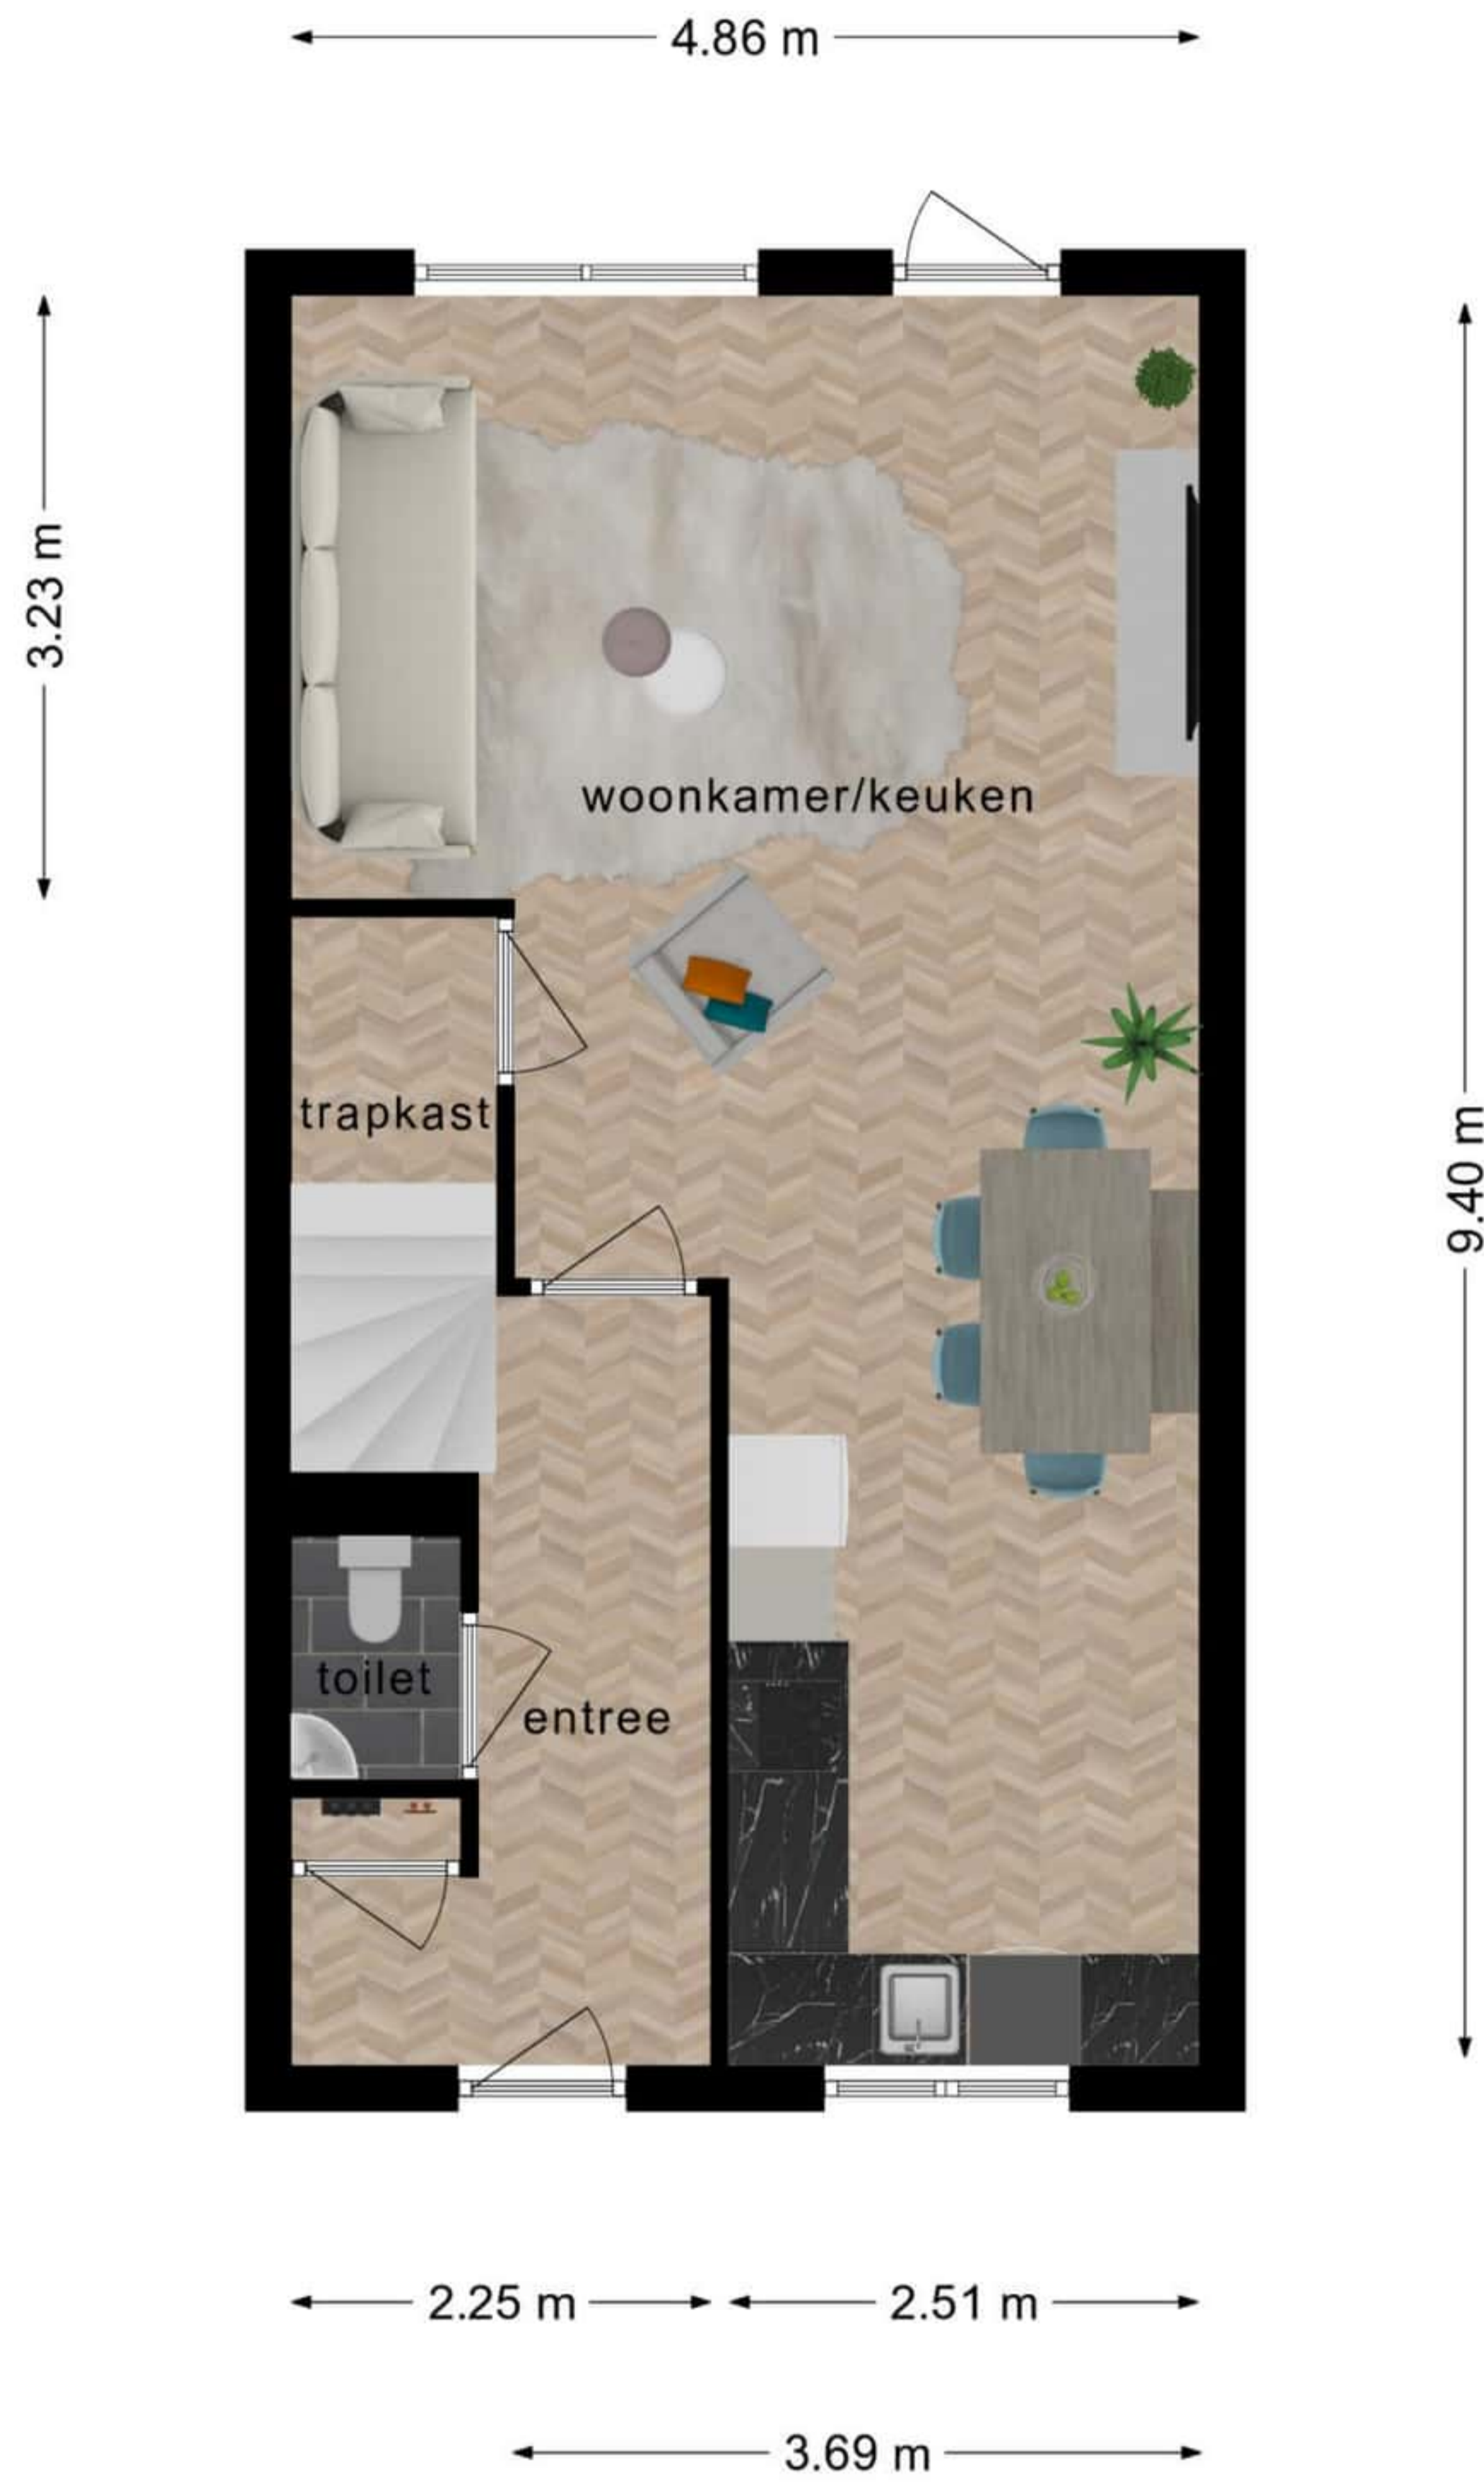 4.86 m
3.23 m
woonkamer/keuken
trapkast
9.40 m
toilet
entree
2.25 m
2.51 m
3.69 m